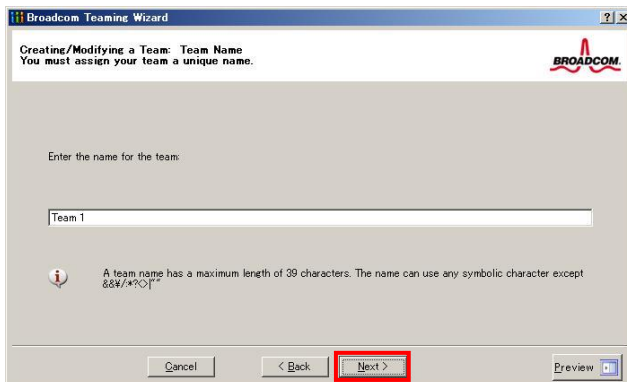 Broadcom Teaming Wizard
Creating/Modifying a Team: Team Name
You must assign your team a unique name.
BROADCOM.
Enter the name for the team:
Team 1
A team name has a maximum length of 39 characters. The name can use any symbolic character except
&&¥/:*?<>|""
Cancel
< Back
Next >
Preview